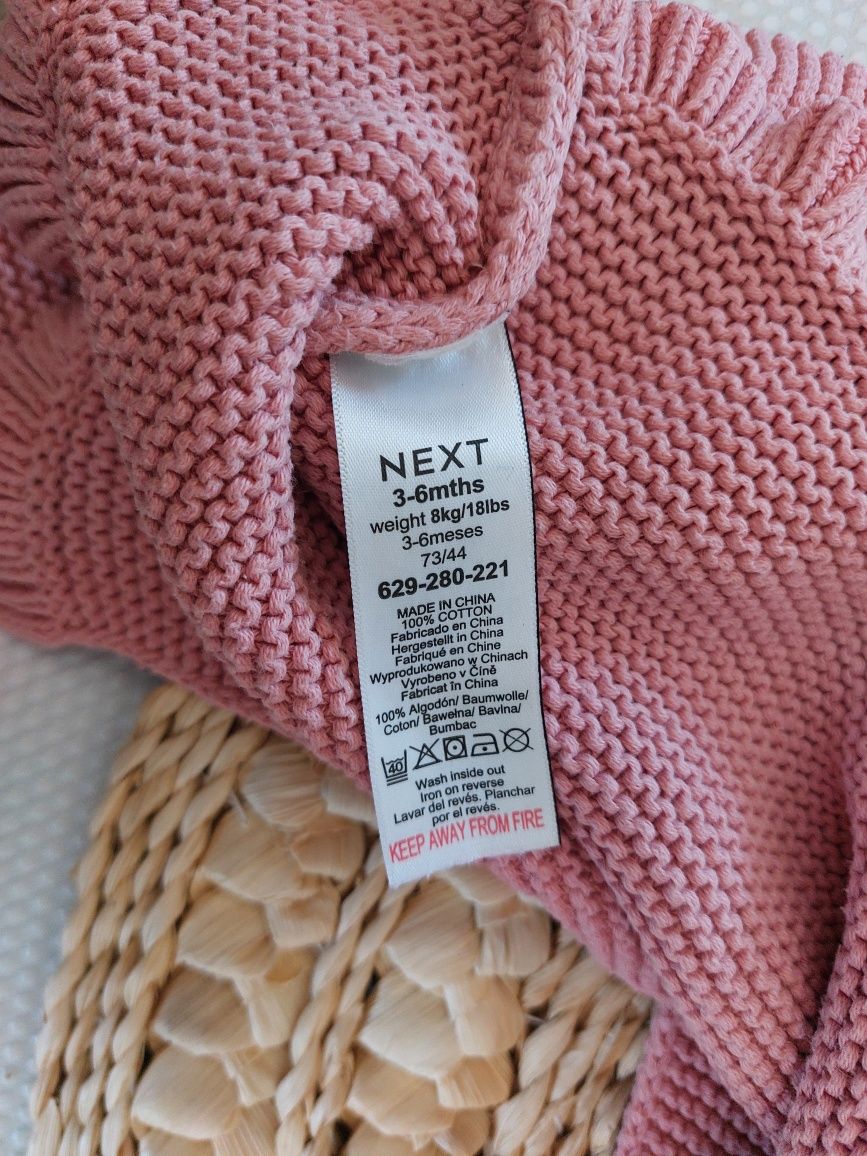 NEXT
3-6mths
weight 8kg/18lbs
3-6meses
73/44
629-280-221
MADE IN CHINA
100% COTTON
Fabricado en China
Hergestellt in China
Fabriqué en Chine
Wyprodukowano w Chinach
Vyrobeno v Číně
Fabricat în China
100% Algodón/ Baumwolle/
Coton/ Bawełna/ Bavlna/
Bumbac
40
Wash inside out
Iron on reverse
Lavar del revés. Planchar
por el revés.
KEEP AWAY FROM FIRE